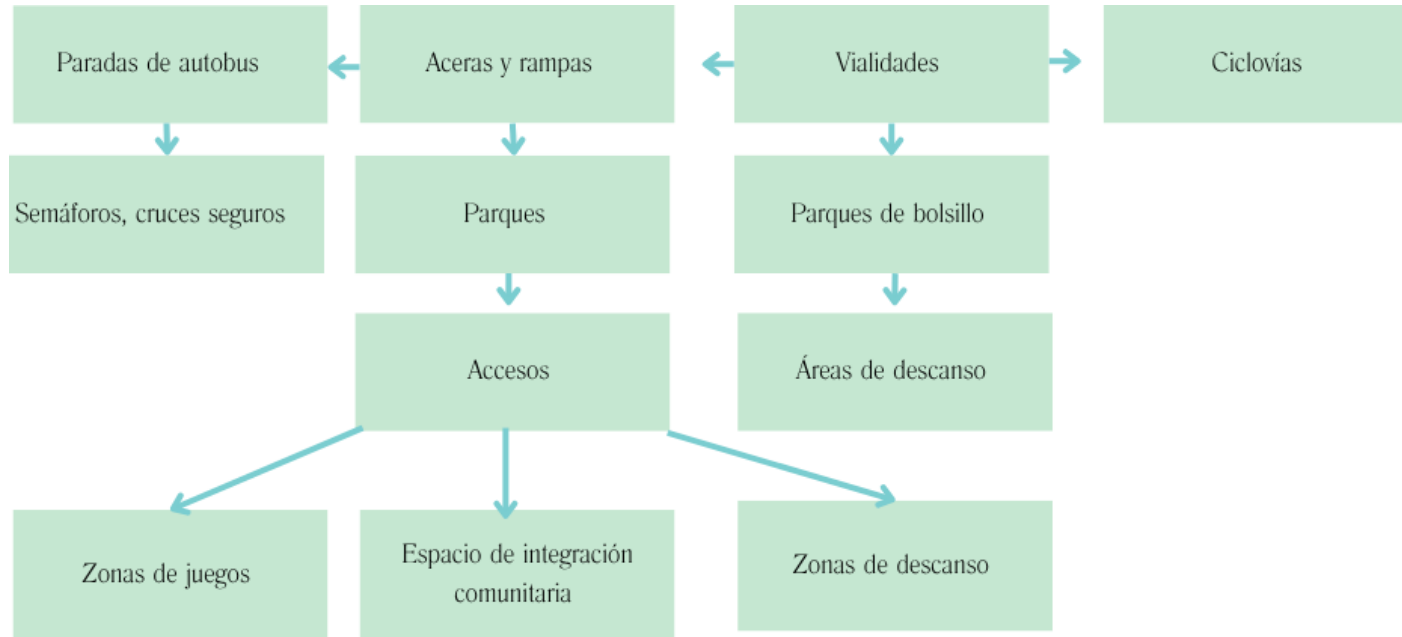 Paradas de autobus
Aceras y rampas
Vialidades
Ciclovías
Semáforos, cruces seguros
Parques
Parques de bolsillo
Accesos
Áreas de descanso
Zonas de juegos
Espacio de integración
comunitaria
Zonas de descanso